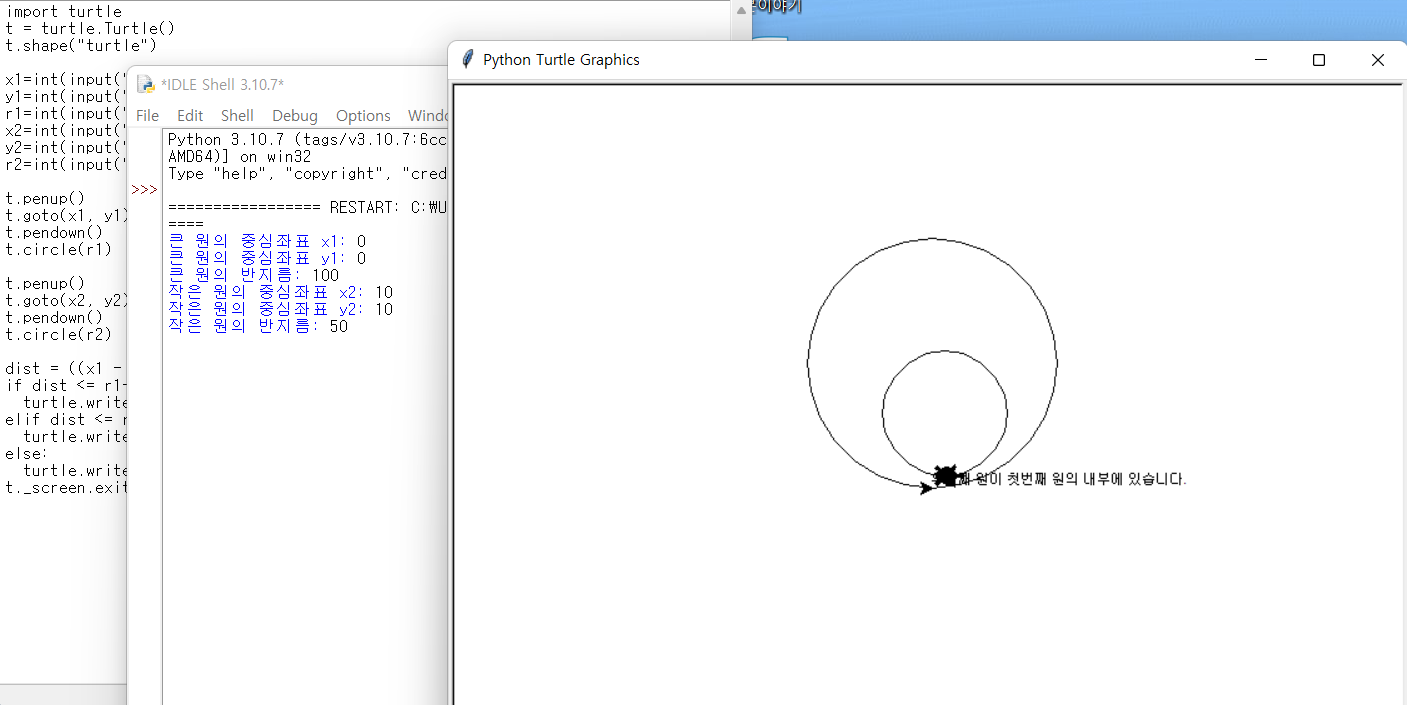 import turtle
t = turtle.Turtle()
t.shape("turtle")
x1=int(input("
y1=int(input("
r1=int(input("
x2=int(input("
y2=int(input("
r2=int(input("
t.penup()
t.goto(x1, y1)
t.pendown()
t.circle(r1)
t.penup()
t.goto(x2, y2)
t.pendown()
t.circle(r2)
dist = ((x1 -
if dist <= r1-
turtle.write
elif dist <=
turtle.write
else:
turtle.write
t._screen.exit
*IDLE Shell 3.10.7*
File Edit Shell Debug Options
Python 3.10.7 (tags/v3.10.7:6cc
AMD64)] on win32
Type "help", "copyright", "cred
>>>
================= RESTART: C:₩U
====
큰 원의 중심좌표 x1: 0
큰 원의 중심좌표 y1: 0
큰 원의 반지름: 100
작은 원의 중심좌표 x2: 10
작은 원의 중심좌표 y2: 10
작은 원의 반지름: 50
Python Turtle Graphics
원이 첫번째 원의 내부에 있습니다.